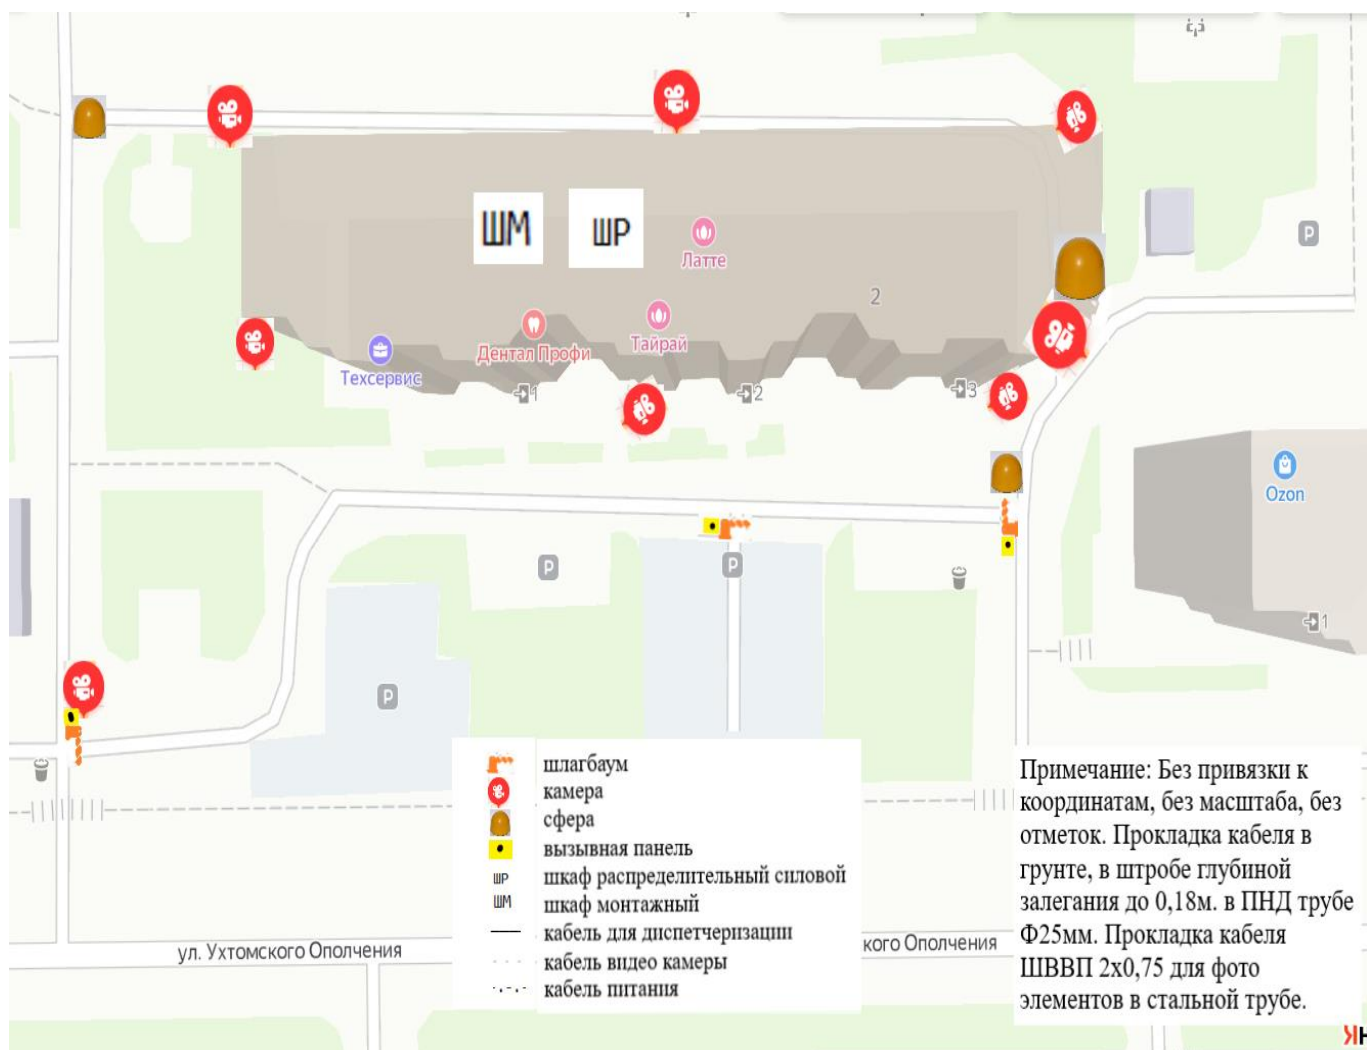 ШМ
ШР
Латте
2
Тайрай
Дентал Профи
Техсервис
1
2
3
P
Ozon
P
P
P
1
шлагбаум
камера
сфера
вызывная панель
ШР шкаф распределительный силовой
ШМ шкаф монтажный
кабель для диспетчеризации
кабель видео камеры
кабель питания
Примечание: Без привязки к
координатам, без масштаба, без
отметок. Прокладка кабеля в
грунте, в штробе глубиной
залегания до 0,18м. в ПНД трубе
Ф25мм. Прокладка кабеля
ШВВП 2х0,75 для фото
элементов в стальной трубе.
ул. Ухтомского Ополчения
кого Ополчения
Ян